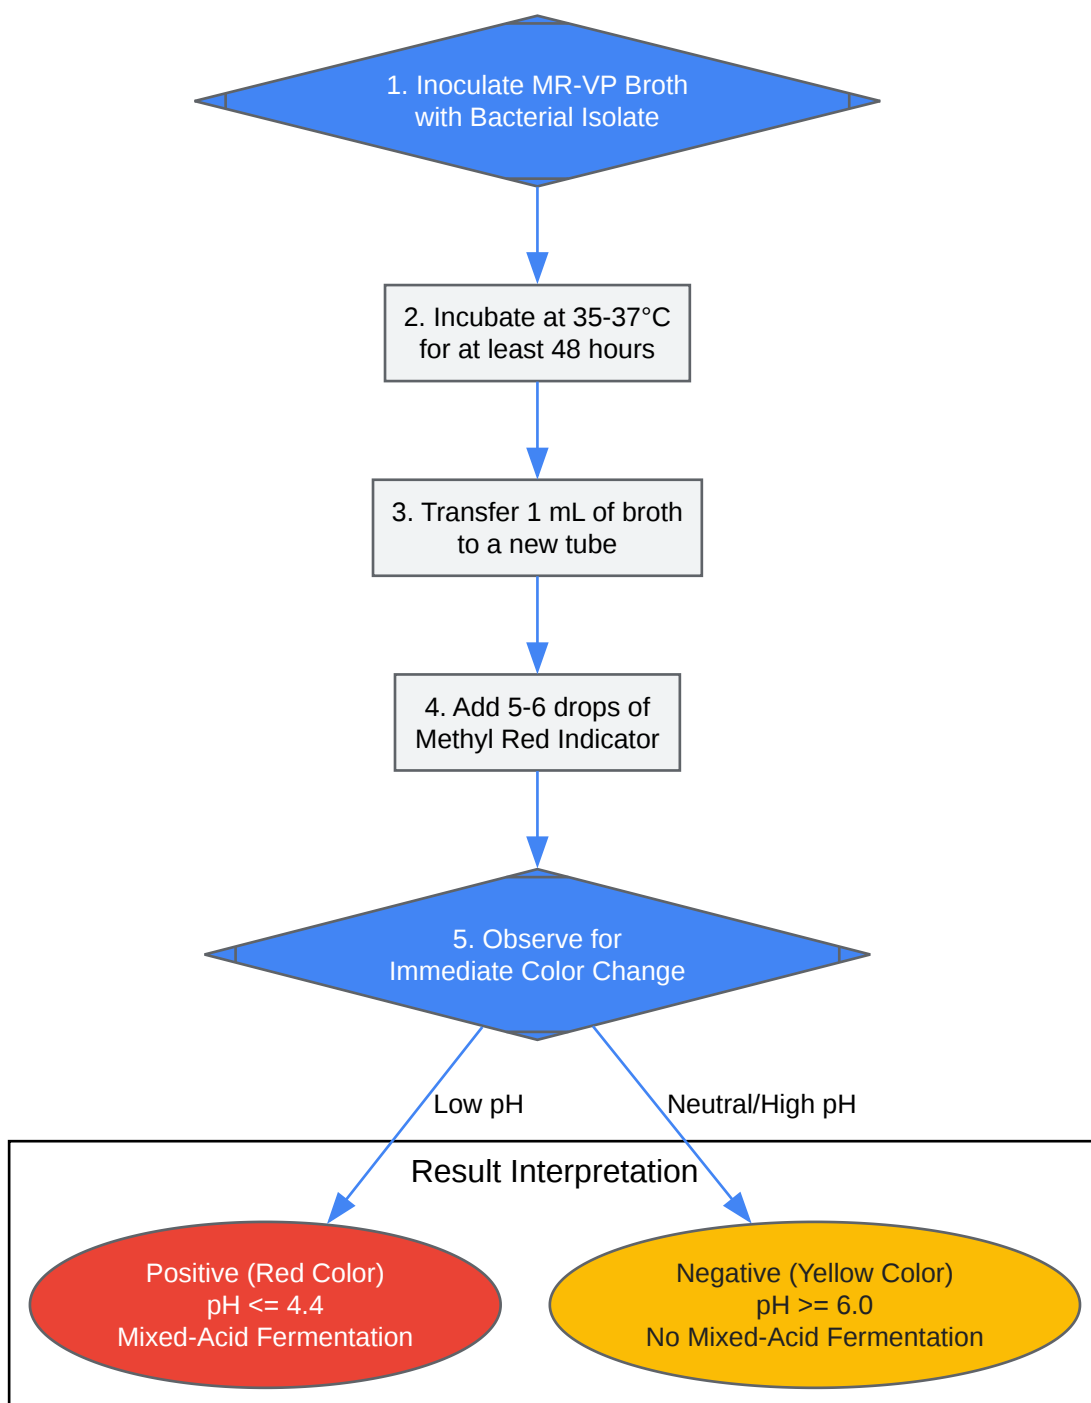 1. Inoculate MR-VP Broth
with Bacterial Isolate
2. Incubate at 35-37°C
for at least 48 hours
3. Transfer 1 mL of broth
to a new tube
4. Add 5-6 drops of
Methyl Red Indicator
5. Observe for
Immediate Color Change
Low pH
Neutral/High pH
Result Interpretation
Positive (Red Color)
pH <= 4.4
Mixed-Acid Fermentation
Negative (Yellow Color)
pH >= 6.0
No Mixed-Acid Fermentation